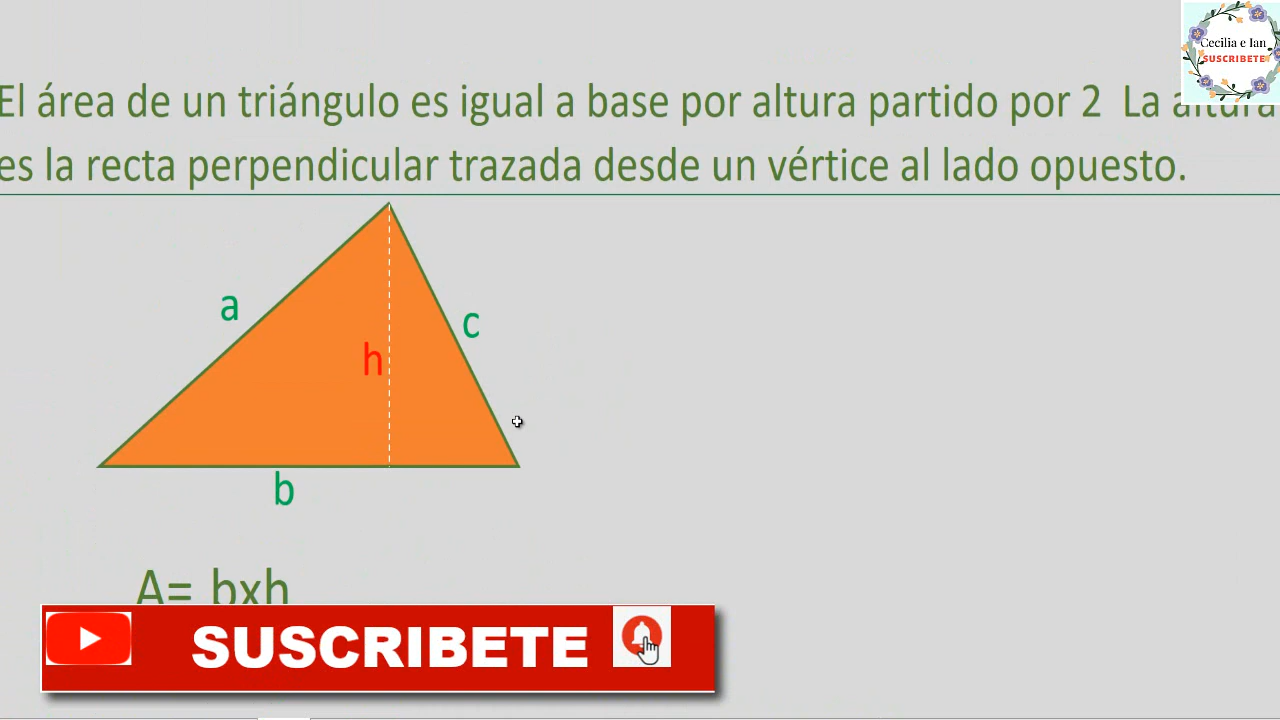 Cecilia e Ian
SUSCRIBETE
El área de un triángulo es igual a base por altura partido por 2 La altura
es la recta perpendicular trazada desde un vértice al lado opuesto.
a
c
h
b
A= bxh
SUSCRIBETE